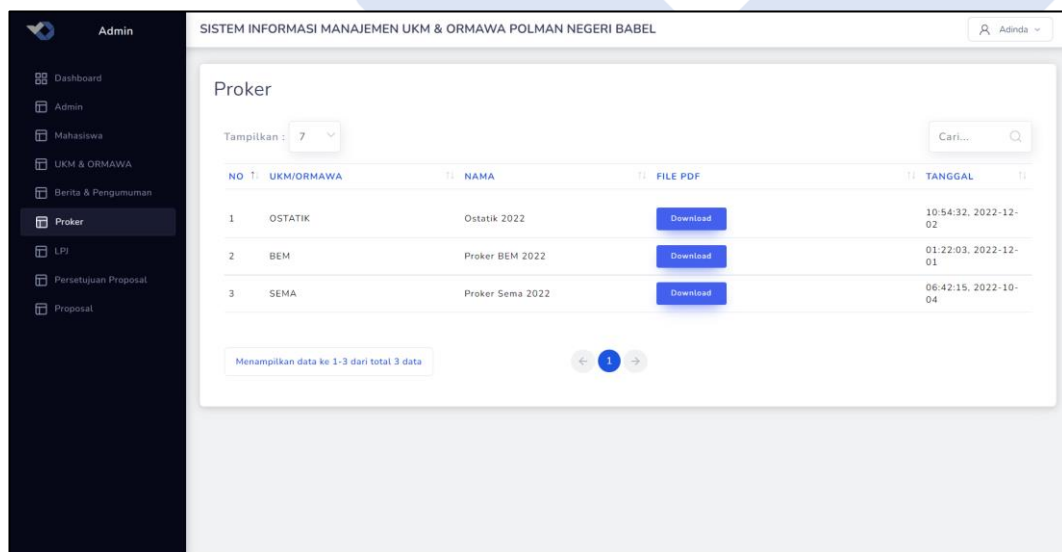 Admin
SISTEM INFORMASI MANAJEMEN UKM & ORMAWA POLMAN NEGERI BABEL
Adinda
Dashboard
Admin
Mahasiswa
UKM & ORMAWA
Berita & Pengumuman
Proker
LPJ
Persetujuan Proposal
Proposal
Proker
Tampilkan : 7
Cari...
NO UKM/ORMAWA NAMA FILE PDF TANGGAL
1 OSTATIK Ostatik 2022 Download 10:54:32, 2022-12-
02
2 BEM Proker BEM 2022 Download 01:22:03, 2022-12-
01
3 SEMA Proker Sema 2022 Download 06:42:15, 2022-10-
04
Menampilkan data ke 1-3 dari total 3 data
1